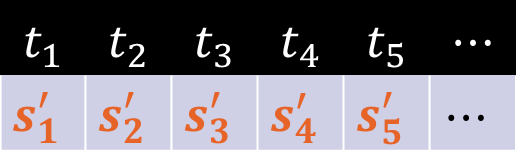 t₁ t₂ t₃ t₄ t₅ ⋯
s′₁ s′₂ s′₃ s′₄ s′₅ ⋯